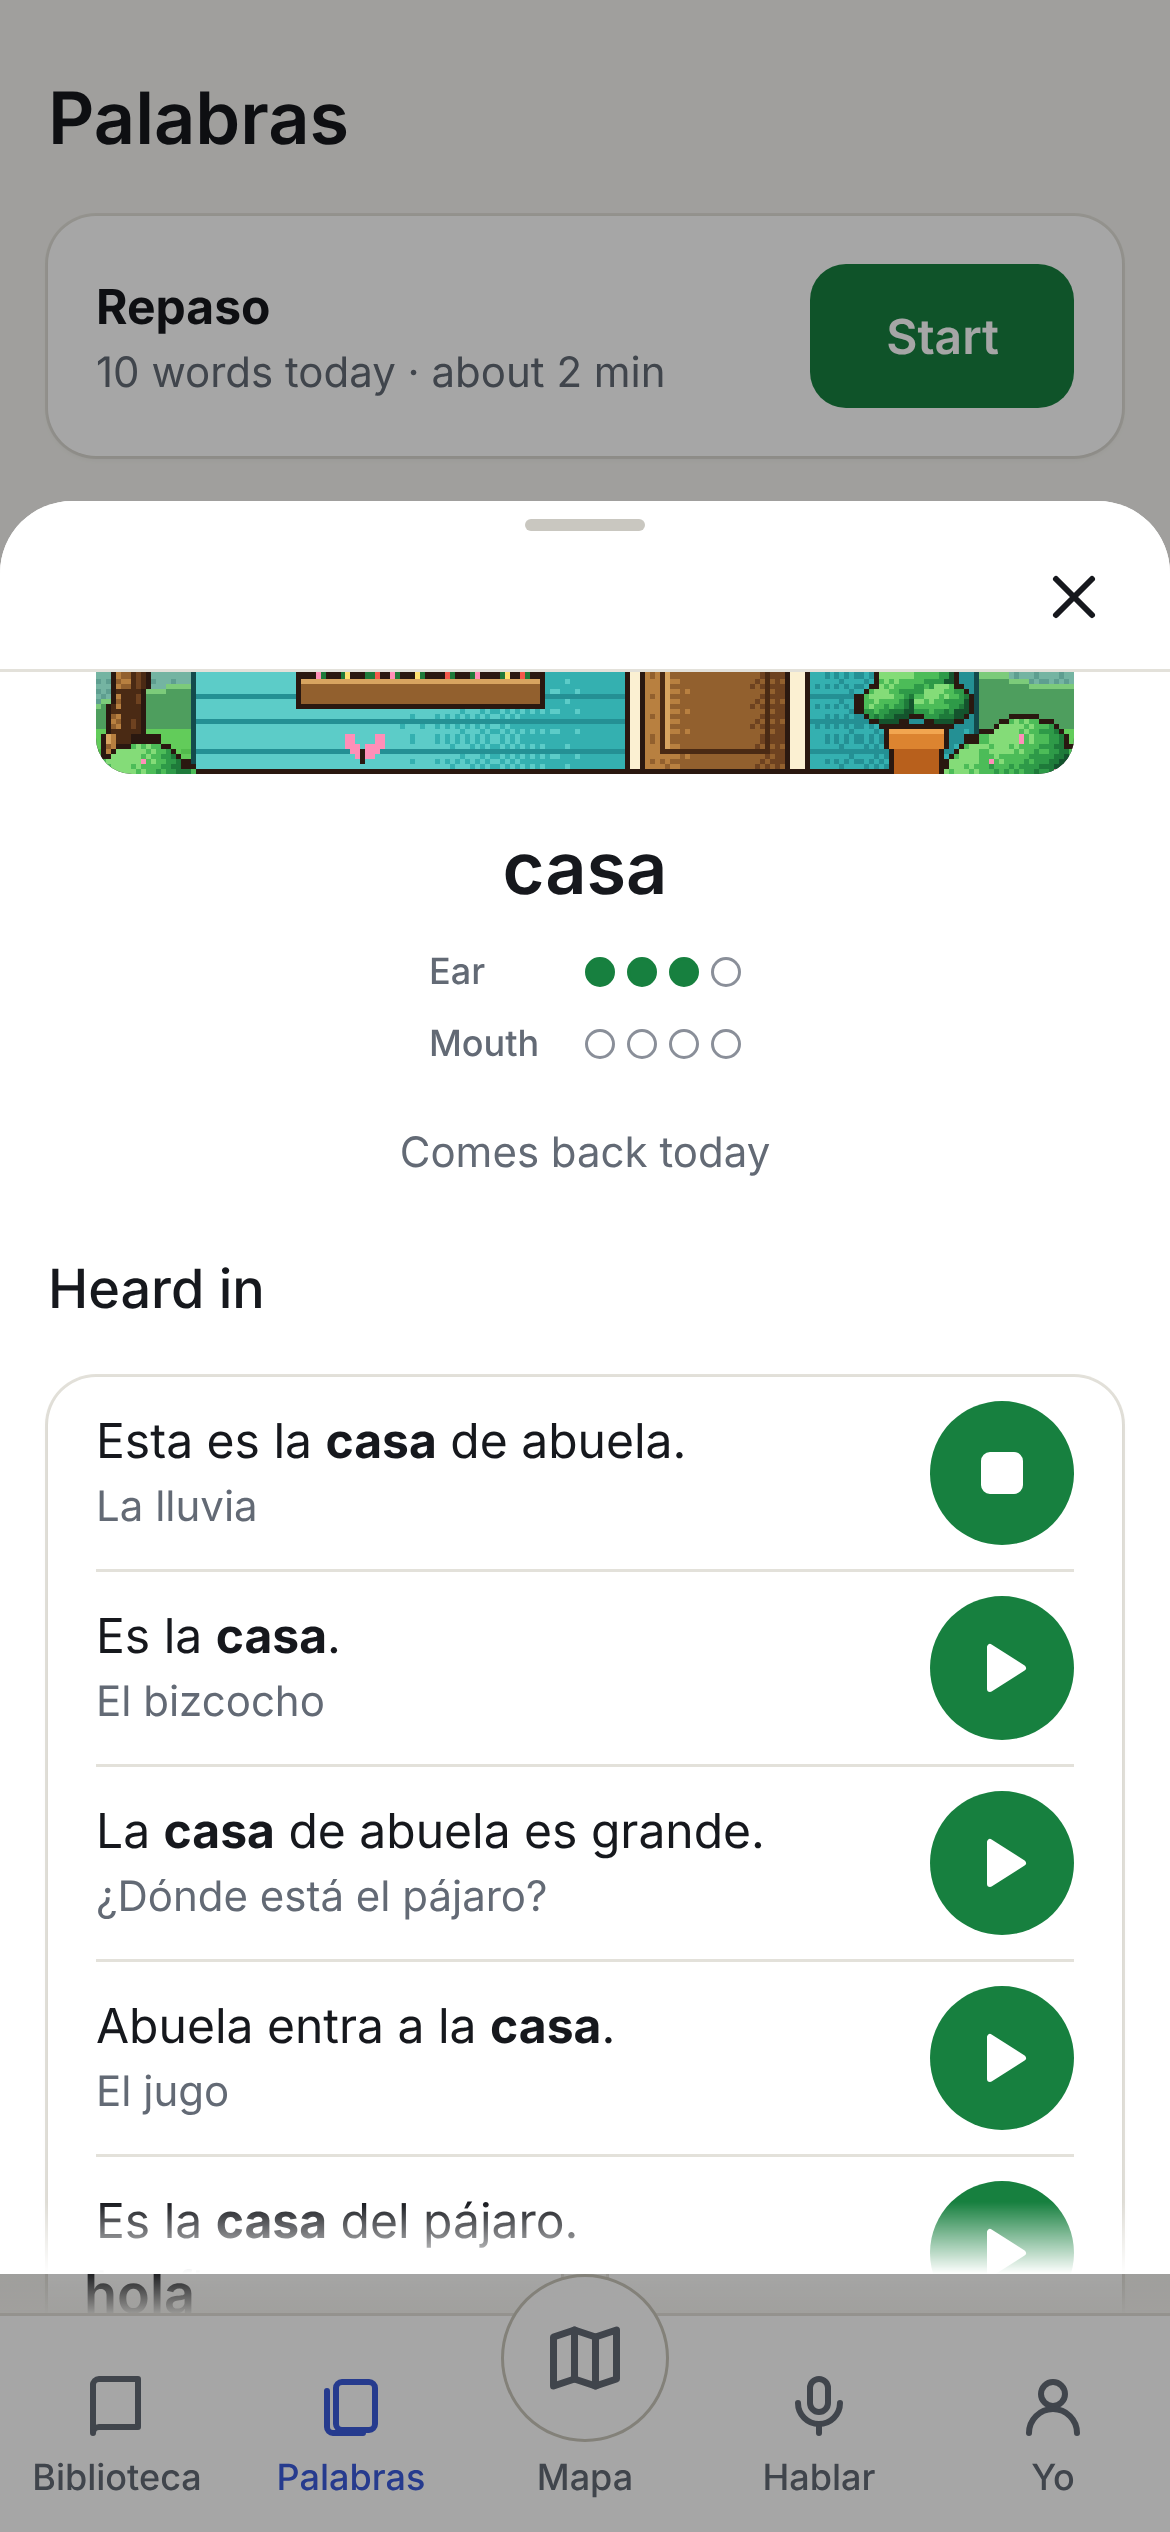 Palabras
Repaso
10 words today · about 2 min
Start
casa
Ear
Mouth
Comes back today
Heard in
Esta es la casa de abuela.
La lluvia
Es la casa.
El bizcocho
La casa de abuela es grande.
¿Dónde está el pájaro?
Abuela entra a la casa.
El jugo
Es la casa del pájaro.
hola
Biblioteca
Palabras
Mapa
Hablar
Yo